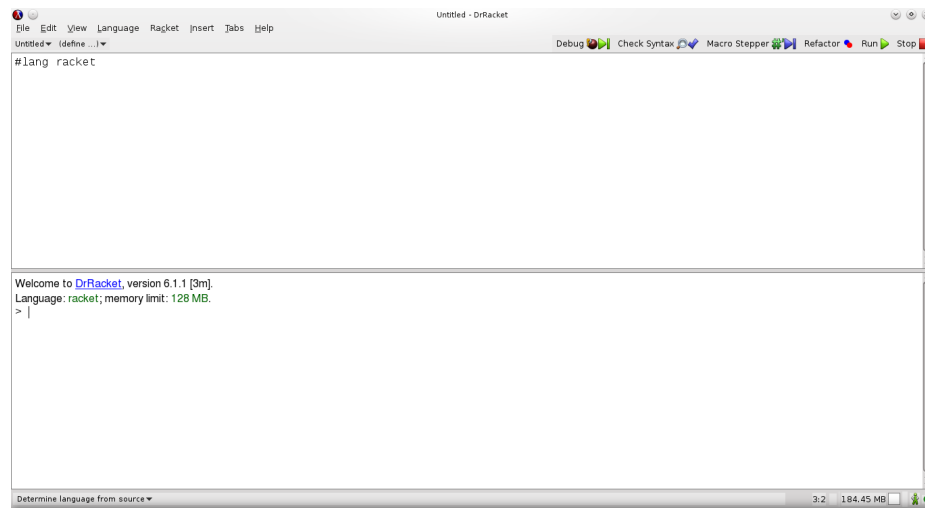 Untitled - DrRacket
File Edit View Language Racket Insert Tabs Help
Untitled (define ...) Debug Check Syntax Macro Stepper Refactor Run Stop
#lang racket
Welcome to DrRacket, version 6.1.1 [3m].
Language: racket; memory limit: 128 MB.
>
Determine language from source 3:2 184.45 MB